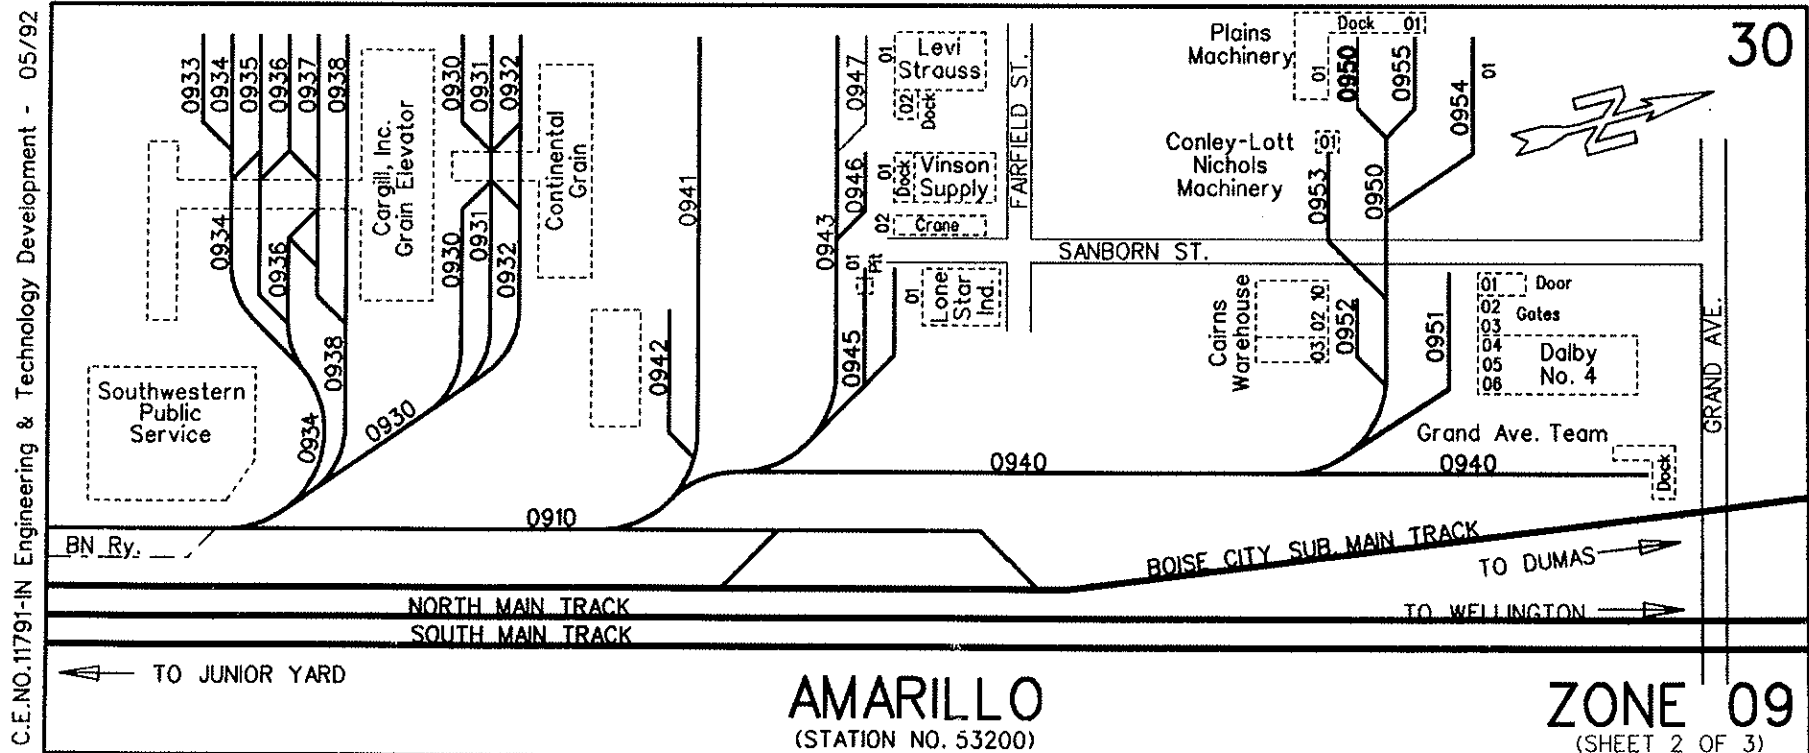 C.E.NO.11791-IN Engineering & Technology Development - 05/92
30
0933
0934
0935
0936
0937
0938
Cargill, Inc.
Grain Elevator
0930
0931
0932
Continental
Grain
0934
0936
0938
0930
0931
0932
0934
0930
Southwestern
Public
Service
0941
0942
0947
01
Levi
Strauss
02
Dock
0946
01
Dock
Vinson
Supply
02
Crane
0943
01
Pit
0945
01
Lone
Star
Ind.
FAIRFIELD ST.
SANBORN ST.
Plains
Machinery
Dock 01
01
0950
0955
0954
01
Conley-Lott
Nichols
Machinery
01
0953
0950
Cairns
Warehouse
03 02 01
0952
0951
01 Door
02
03
Gates
04
05
06
Dalby
No. 4
GRAND AVE.
Grand Ave. Team
Dock
0940
0940
0910
BN Ry.
BOISE CITY SUB. MAIN TRACK
TO DUMAS
NORTH MAIN TRACK
TO WELLINGTON
SOUTH MAIN TRACK
TO JUNIOR YARD
AMARILLO
(STATION NO. 53200)
ZONE 09
(SHEET 2 OF 3)
N